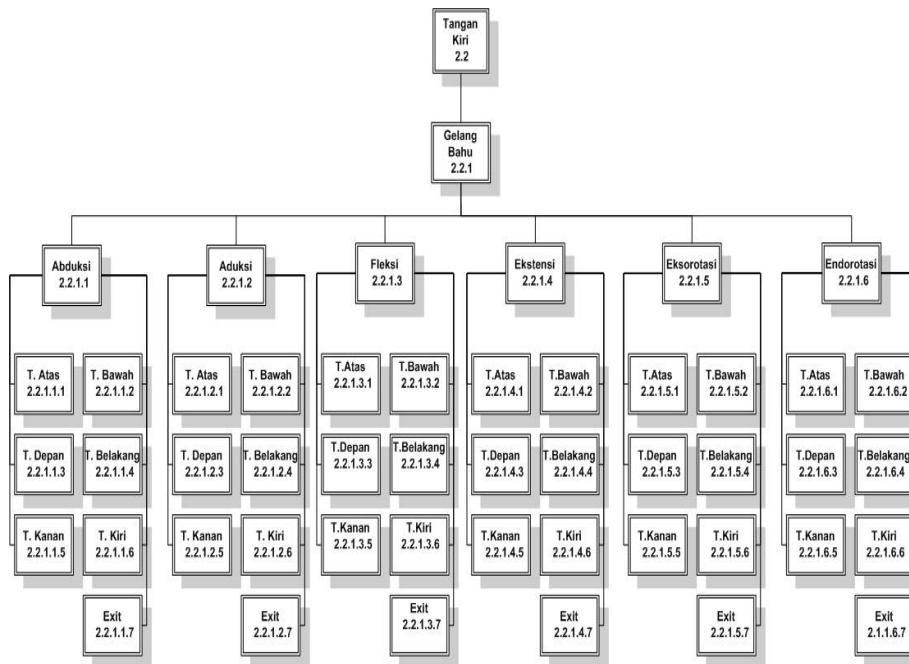 Tangan
Kiri
2.2
Gelang
Bahu
2.2.1
Abduksi
2.2.1.1
Aduksi
2.2.1.2
Fleksi
2.2.1.3
Ekstensi
2.2.1.4
Eksorotasi
2.2.1.5
Endorotasi
2.2.1.6
T. Atas
2.2.1.1.1
T. Bawah
2.2.1.1.2
T. Atas
2.2.1.2.1
T. Bawah
2.2.1.2.2
T.Atas
2.2.1.3.1
T.Bawah
2.2.1.3.2
T.Atas
2.2.1.4.1
T.Bawah
2.2.1.4.2
T.Atas
2.2.1.5.1
T.Bawah
2.2.1.5.2
T.Atas
2.2.1.6.1
T.Bawah
2.2.1.6.2
T. Depan
2.2.1.1.3
T. Belakang
2.2.1.1.4
T. Depan
2.2.1.2.3
T. Belakang
2.2.1.2.4
T.Depan
2.2.1.3.3
T.Belakang
2.2.1.3.4
T.Depan
2.2.1.4.3
T.Belakang
2.2.1.4.4
T.Depan
2.2.1.5.3
T.Belakang
2.2.1.5.4
T.Depan
2.2.1.6.3
T.Belakang
2.2.1.6.4
T. Kanan
2.2.1.1.5
T. Kiri
2.2.1.1.6
T. Kanan
2.2.1.2.5
T. Kiri
2.2.1.2.6
T.Kanan
2.2.1.3.5
T.Kiri
2.2.1.3.6
T.Kanan
2.2.1.4.5
T.Kiri
2.2.1.4.6
T.Kanan
2.2.1.5.5
T.Kiri
2.2.1.5.6
T.Kanan
2.2.1.6.5
T.Kiri
2.2.1.6.6
Exit
2.2.1.1.7
Exit
2.2.1.2.7
Exit
2.2.1.3.7
Exit
2.2.1.4.7
Exit
2.2.1.5.7
Exit
2.1.1.6.7